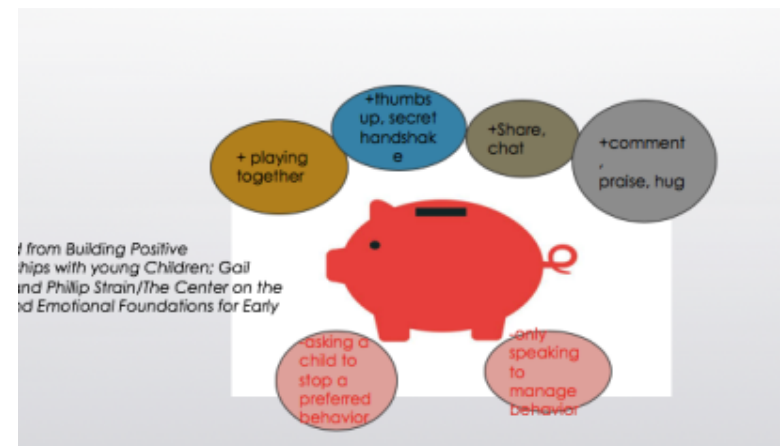 +thumbs
up, secret
handshak
e
+ playing
together
+Share,
chat
+comment
,
praise, hug
d from Building Positive
ships with young Children; Gail
and Phillip Strain/The Center on the
nd Emotional Foundations for Early
-asking a
child to
stop a
preferred
behavior
-only
speaking
to
manage
behavior